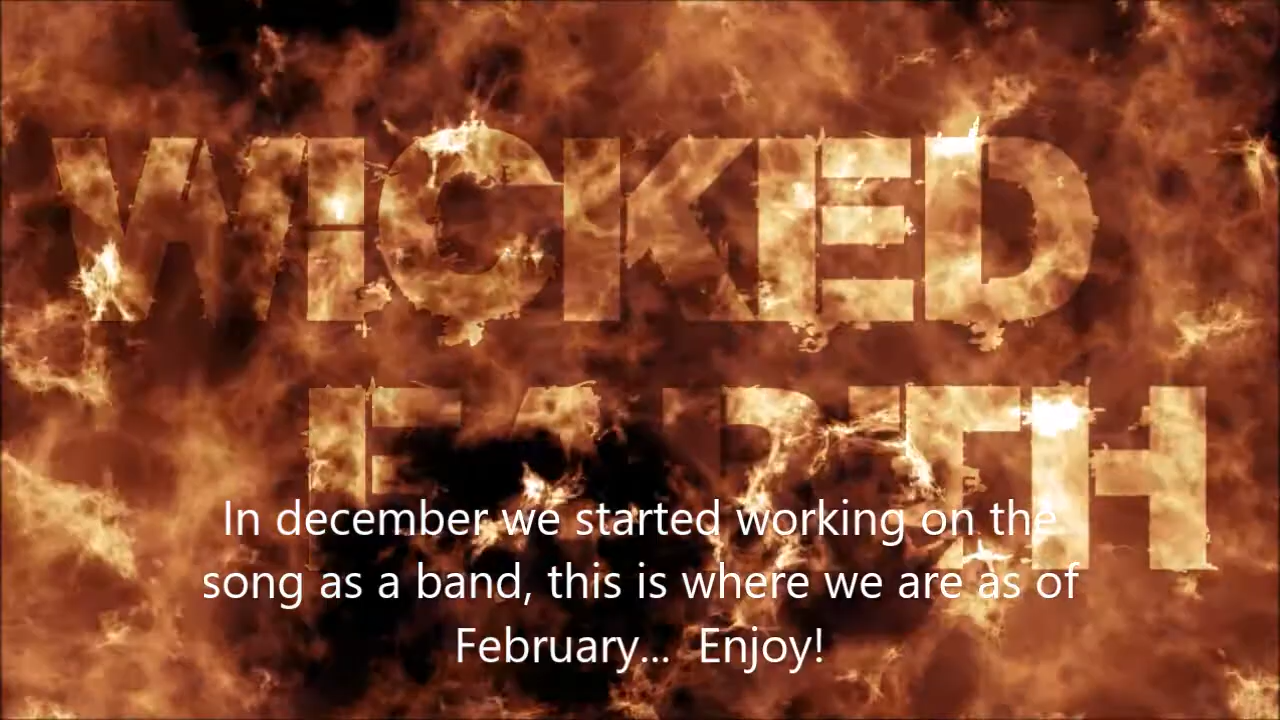 WICKED
EARTH
In december we started working on the
song as a band, this is where we are as of
February...  Enjoy!